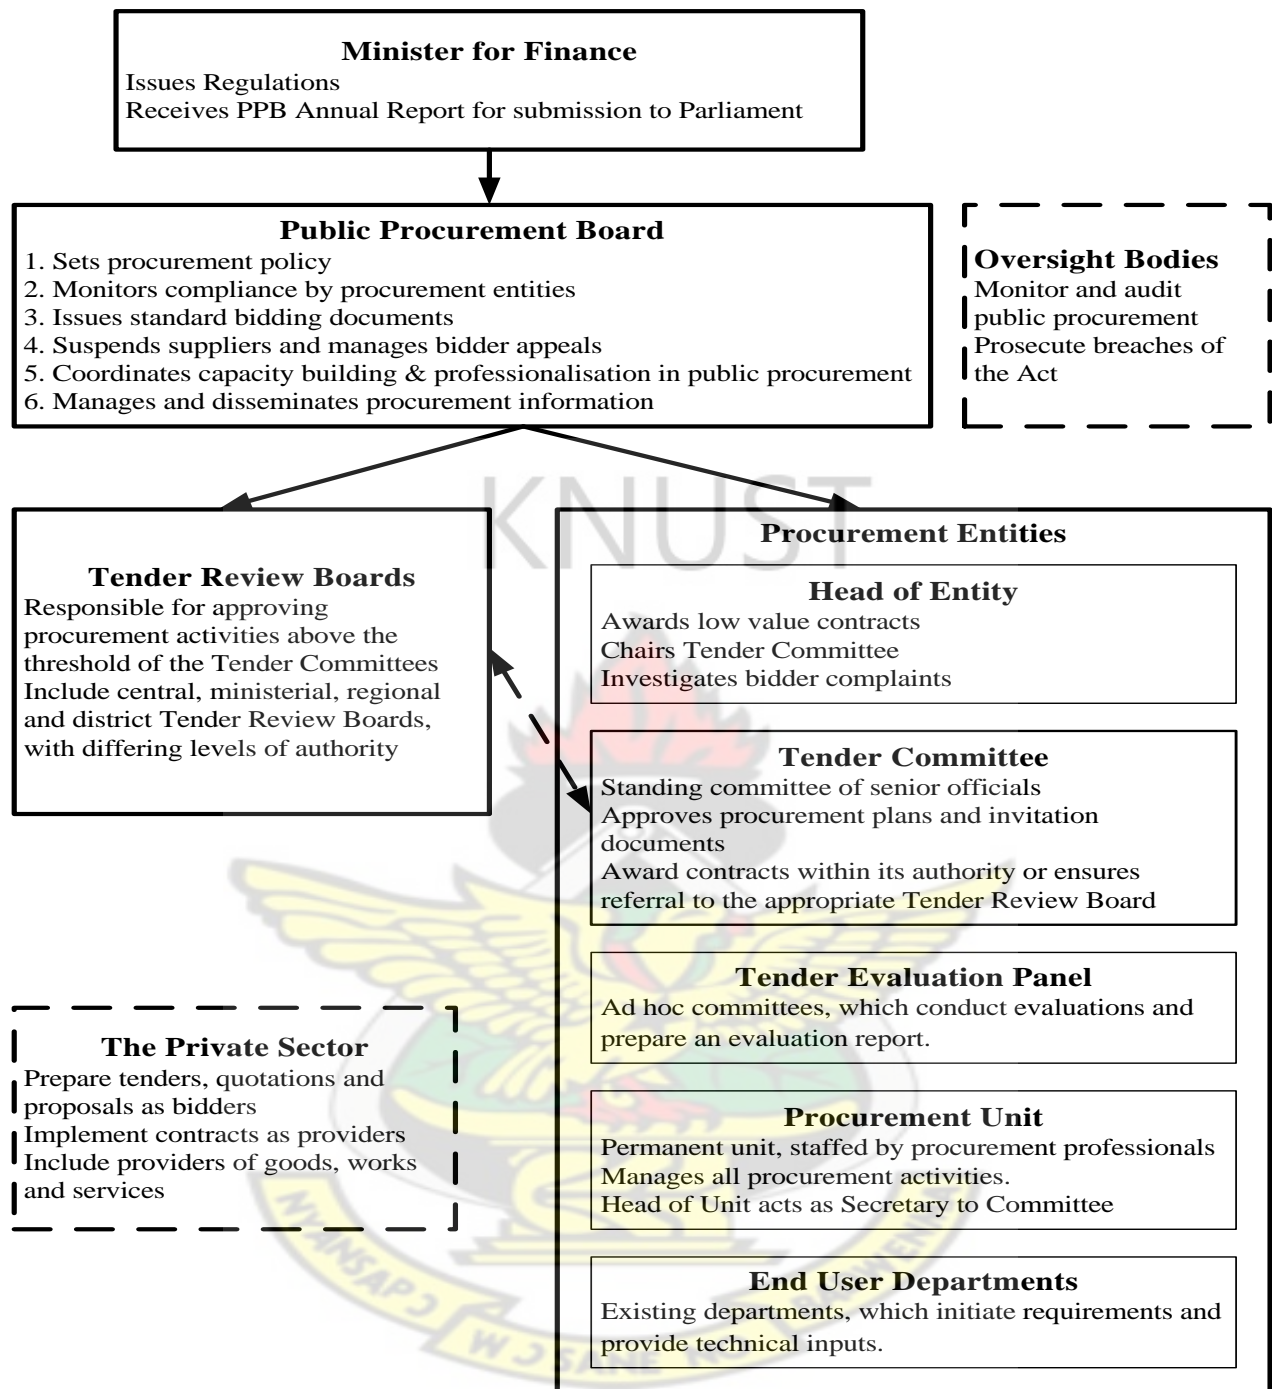 Minister for Finance
Issues Regulations
Receives PPB Annual Report for submission to Parliament
Public Procurement Board
1. Sets procurement policy
2. Monitors compliance by procurement entities
3. Issues standard bidding documents
4. Suspends suppliers and manages bidder appeals
5. Coordinates capacity building & professionalisation in public procurement
6. Manages and disseminates procurement information
Oversight Bodies
Monitor and audit
public procurement
Prosecute breaches of
the Act
KNUST
Tender Review Boards
Responsible for approving
procurement activities above the
threshold of the Tender Committees
Include central, ministerial, regional
and district Tender Review Boards,
with differing levels of authority
Procurement Entities
Head of Entity
Awards low value contracts
Chairs Tender Committee
Investigates bidder complaints
Tender Committee
Standing committee of senior officials
Approves procurement plans and invitation
documents
Award contracts within its authority or ensures
referral to the appropriate Tender Review Board
Tender Evaluation Panel
Ad hoc committees, which conduct evaluations and
prepare an evaluation report.
The Private Sector
Prepare tenders, quotations and
proposals as bidders
Implement contracts as providers
Include providers of goods, works
and services
Procurement Unit
Permanent unit, staffed by procurement professionals
Manages all procurement activities.
Head of Unit acts as Secretary to Committee
End User Departments
Existing departments, which initiate requirements and
provide technical inputs.
NYANSAPƆ WƆSANE NO